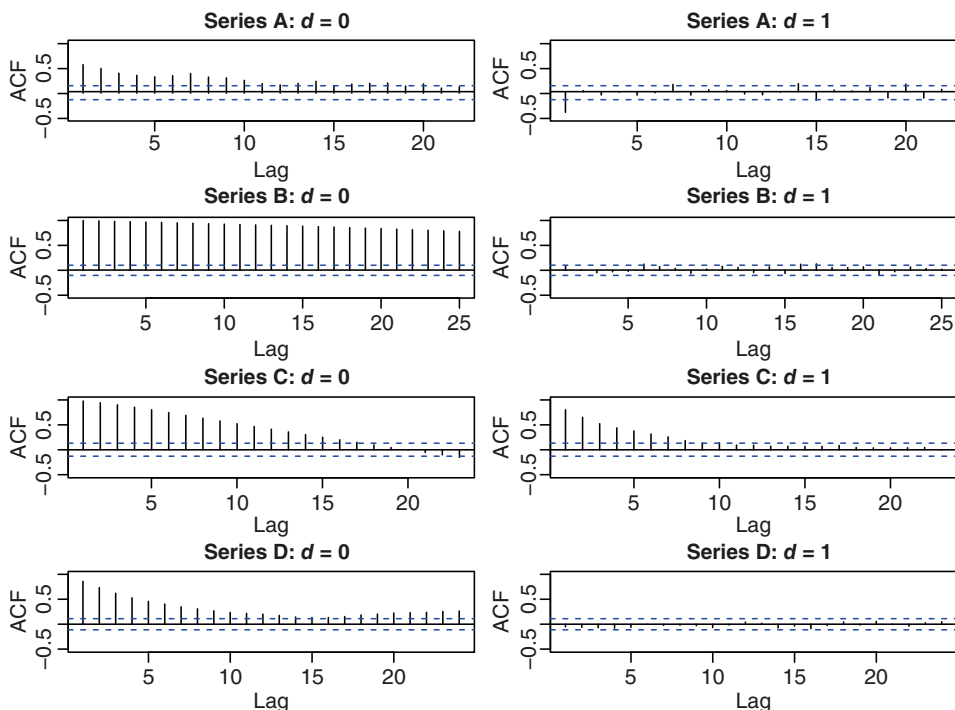 Series A: d = 0
ACF
0.5
−0.5
5 10 15 20
Lag
Series A: d = 1
ACF
0.5
−0.5
5 10 15 20
Lag
Series B: d = 0
ACF
0.5
−0.5
5 10 15 20 25
Lag
Series B: d = 1
ACF
0.5
−0.5
5 10 15 20 25
Lag
Series C: d = 0
ACF
0.5
−0.5
5 10 15 20
Lag
Series C: d = 1
ACF
0.5
−0.5
5 10 15 20
Lag
Series D: d = 0
ACF
0.5
−0.5
5 10 15 20
Lag
Series D: d = 1
ACF
0.5
−0.5
5 10 15 20
Lag